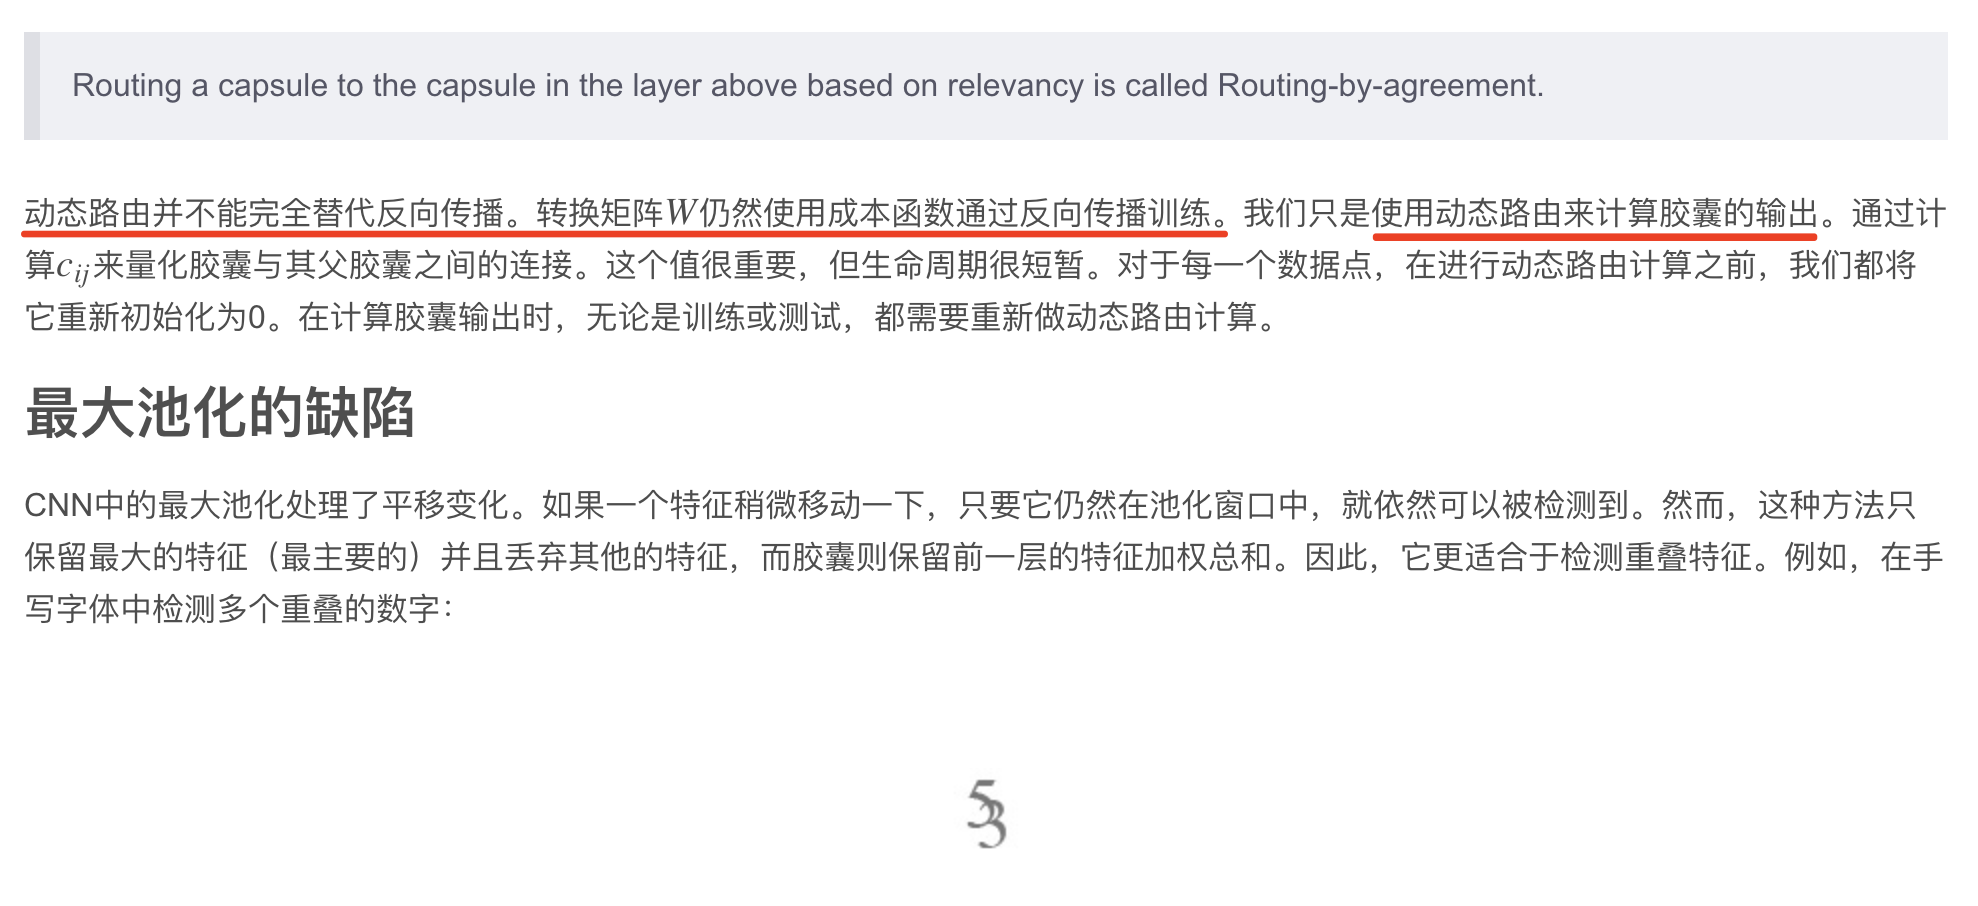 Routing a capsule to the capsule in the layer above based on relevancy is called Routing-by-agreement.
动态路由并不能完全替代反向传播。转换矩阵W仍然使用成本函数通过反向传播训练。我们只是使用动态路由来计算胶囊的输出。通过计
算cij来量化胶囊与其父胶囊之间的连接。这个值很重要，但生命周期很短暂。对于每一个数据点，在进行动态路由计算之前，我们都将
它重新初始化为0。在计算胶囊输出时，无论是训练或测试，都需要重新做动态路由计算。
最大池化的缺陷
CNN中的最大池化处理了平移变化。如果一个特征稍微移动一下，只要它仍然在池化窗口中，就依然可以被检测到。然而，这种方法只
保留最大的特征（最主要的）并且丢弃其他的特征，而胶囊则保留前一层的特征加权总和。因此，它更适合于检测重叠特征。例如，在手
写字体中检测多个重叠的数字：
53